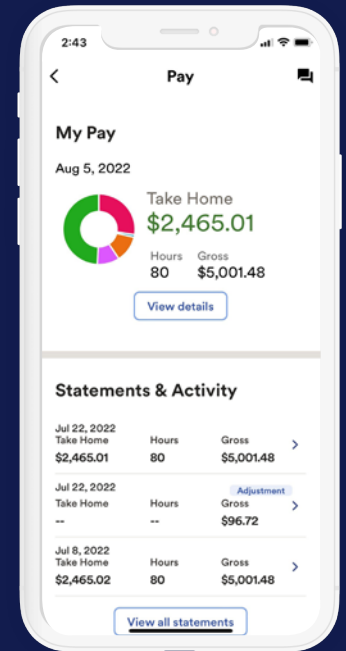 2:43
Pay
My Pay
Aug 5, 2022
Take Home
$2,465.01
Hours Gross
80 $5,001.48
View details
Statements & Activity
Jul 22, 2022
Take Home Hours Gross
$2,465.01 80 $5,001.48
Jul 22, 2022 Adjustment
Take Home Hours Gross
-- -- $96.72
Jul 8, 2022
Take Home Hours Gross
$2,465.02 80 $5,001.48
View all statements